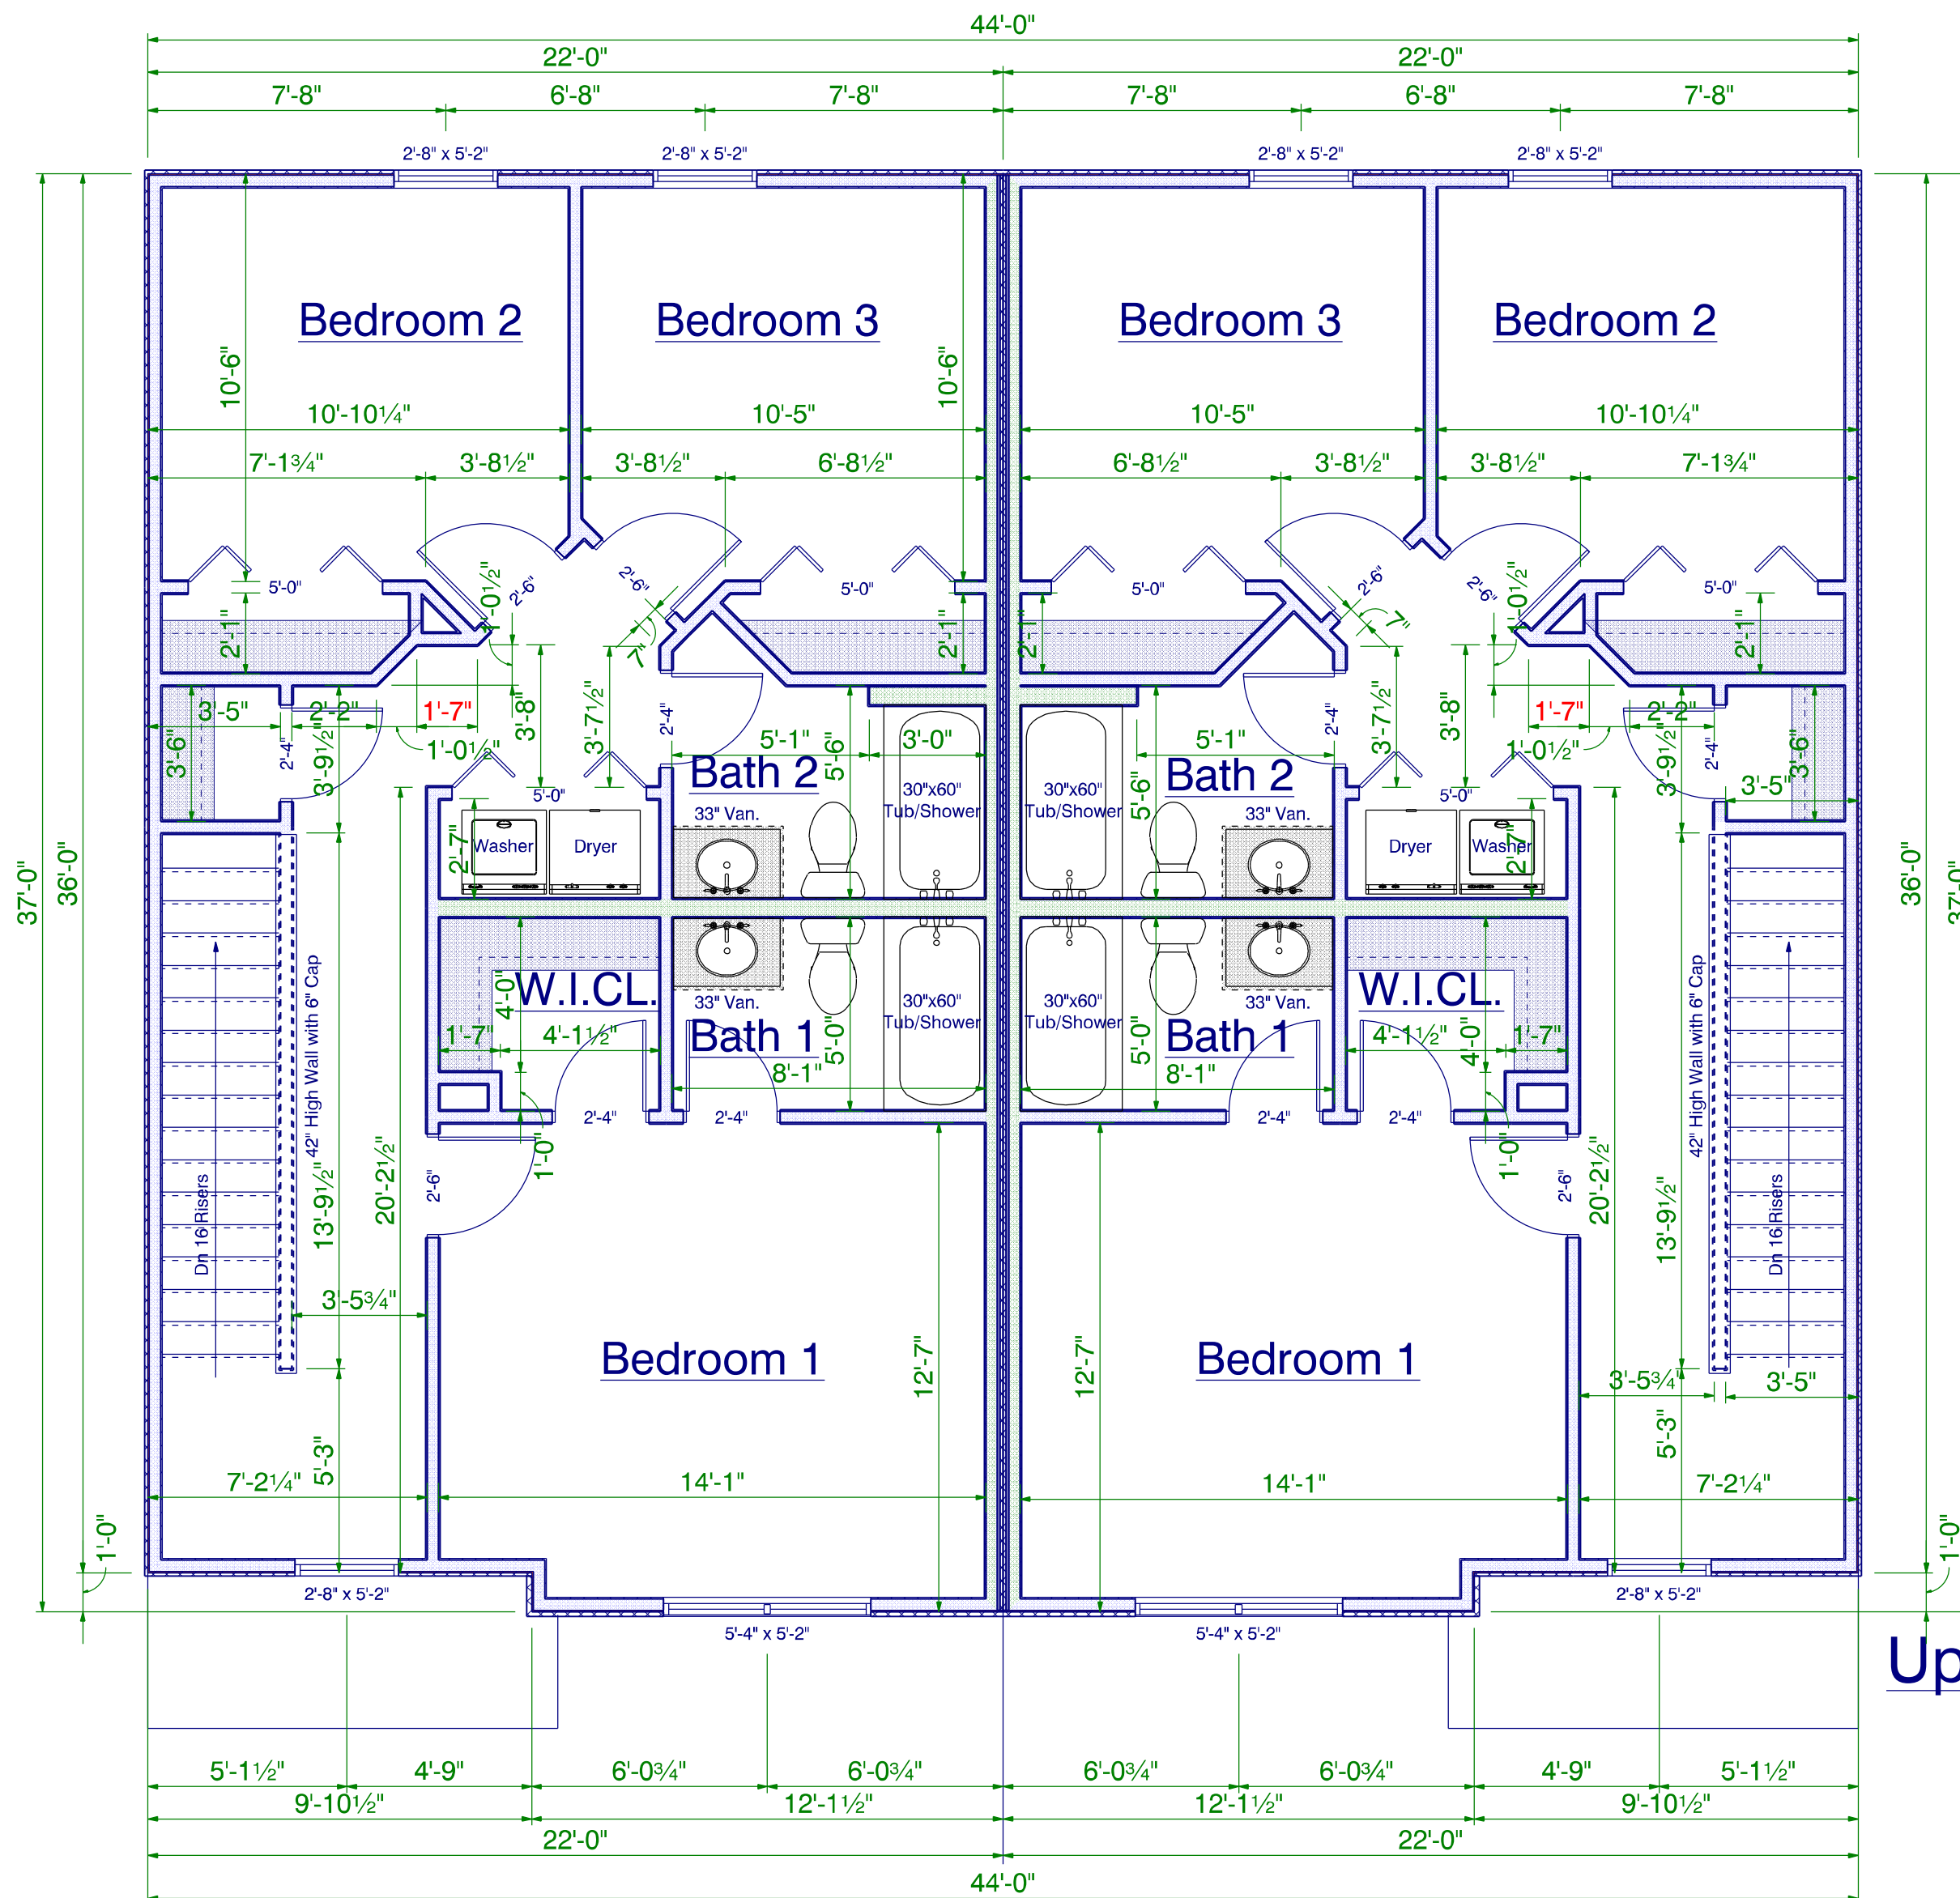 44'-0"
22'-0" 22'-0"
7'-8" 6'-8" 7'-8" 7'-8" 6'-8" 7'-8"
2'-8" x 5'-2" 2'-8" x 5'-2" 2'-8" x 5'-2" 2'-8" x 5'-2"
Bedroom 2 Bedroom 3 Bedroom 3 Bedroom 2
10'-6" 10'-6"
10'-10¼" 10'-5" 10'-5" 10'-10¼"
7'-1¾" 3'-8½" 3'-8½" 6'-8½" 6'-8½" 3'-8½" 3'-8½" 7'-1¾"
5'-0" 2'-6" 2'-6" 5'-0" 5'-0" 2'-6" 2'-6" 5'-0"
1'-0½" 1'-0½"
2'-1" 7" 2'-1" 2'-1" 7" 2'-1"
3'-5" 2'-2" 1'-7" 3'-8" 3'-7½" 2'-4" 2'-4" 3'-7½" 3'-8" 1'-7" 2'-2"
3'-6" 2'-4" 3'-9½" 1'-0½" 5'-1" 5'-6" 3'-0" 5'-1" 5'-6" 1'-0½" 3'-9½" 2'-4" 3'-6"
Bath 2 Bath 2
3'-5"
5'-0" 5'-0"
30"x60" 30"x60"
Tub/Shower Tub/Shower
33" Van. 33" Van.
2'-7" Washer Dryer Dryer Washer 2'-7"
37'-0" 36'-0" 36'-0" 37'-0"
42" High Wall with 6" Cap 42" High Wall with 6" Cap
W.I.CL. W.I.CL.
4'-0" 4'-0"
33" Van. 33" Van.
30"x60" 30"x60"
Tub/Shower Tub/Shower
Bath 1 Bath 1
1'-7" 4'-1½" 5'-0" 5'-0" 4'-1½" 1'-7"
8'-1" 8'-1"
2'-4" 2'-4" 2'-4" 2'-4"
1'-0" 1'-0"
2'-6" 2'-6"
Dn 16 Risers Dn 16 Risers
13'-9½" 20'-2½" 20'-2½" 13'-9½"
3'-5¾"
Bedroom 1 Bedroom 1
12'-7" 12'-7"
3'-5¾" 3'-5"
5'-3" 5'-3"
7'-2¼" 14'-1" 14'-1" 7'-2¼"
1'-0" 1'-0"
2'-8" x 5'-2" 2'-8" x 5'-2"
5'-4" x 5'-2" 5'-4" x 5'-2"
Up
5'-1½" 4'-9" 6'-0¾" 6'-0¾" 6'-0¾" 6'-0¾" 4'-9" 5'-1½"
9'-10½" 12'-1½" 12'-1½" 9'-10½"
22'-0" 22'-0"
44'-0"